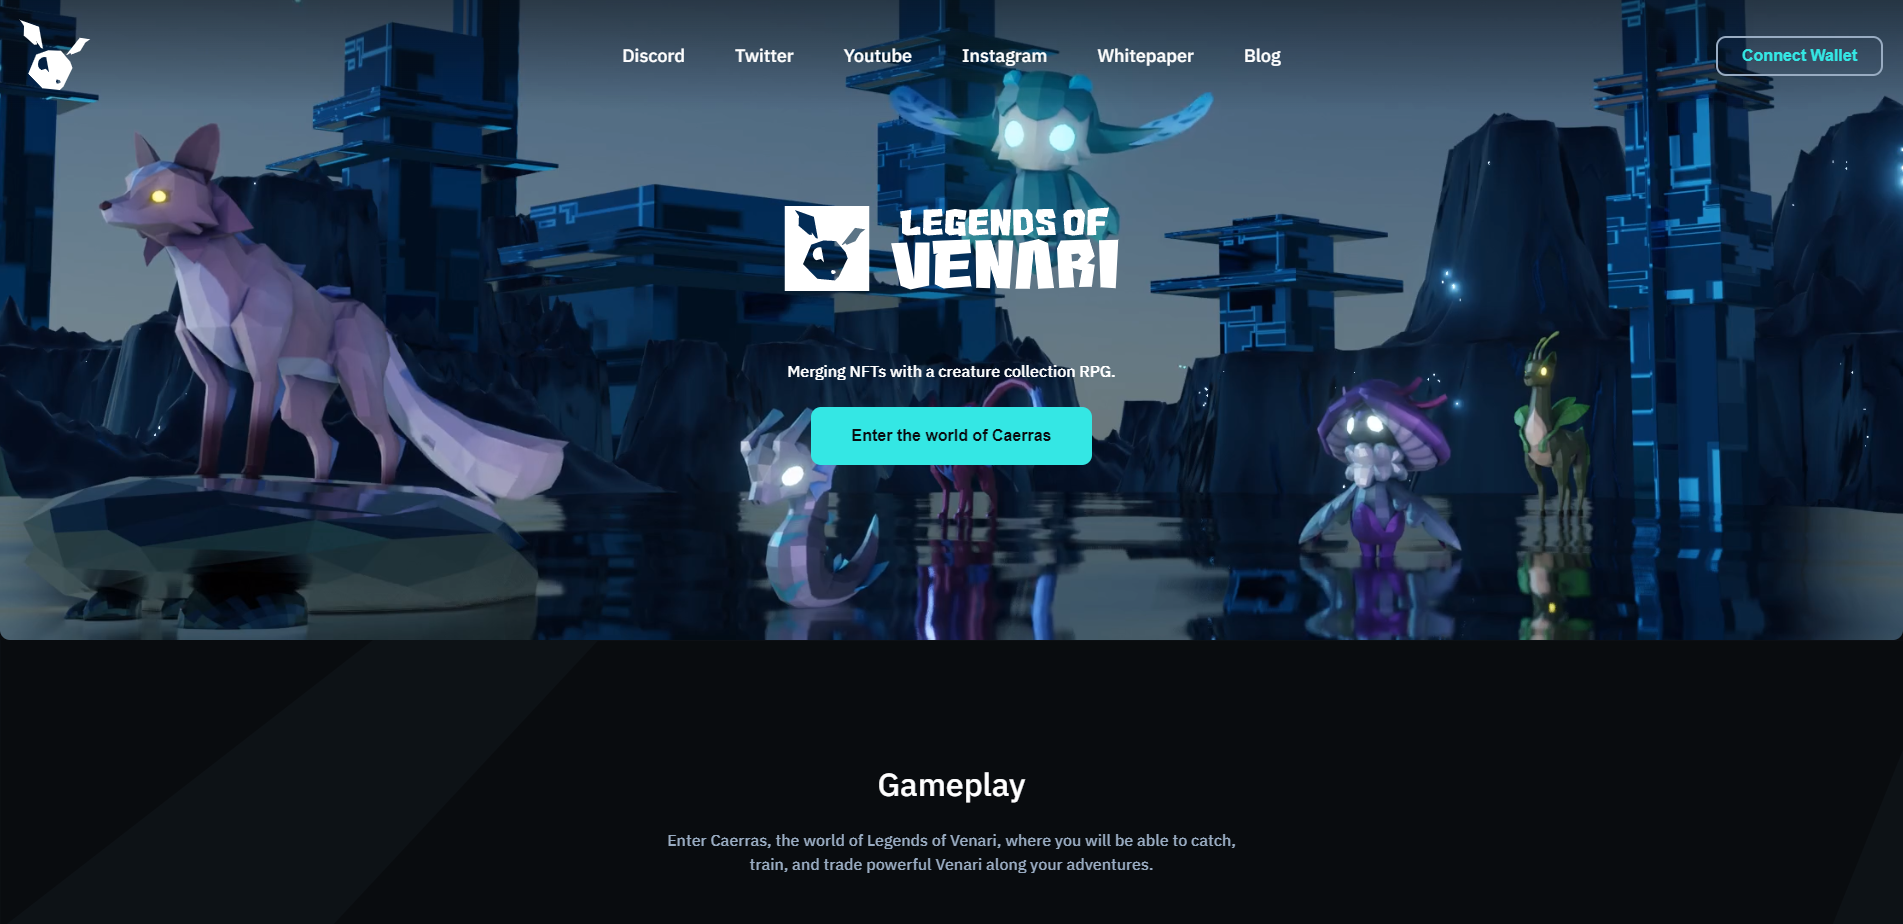 Discord Twitter Youtube Instagram Whitepaper Blog Connect Wallet
LEGENDS OF
VENARI
Merging NFTs with a creature collection RPG.
Enter the world of Caerras
Gameplay
Enter Caerras, the world of Legends of Venari, where you will be able to catch,
train, and trade powerful Venari along your adventures.